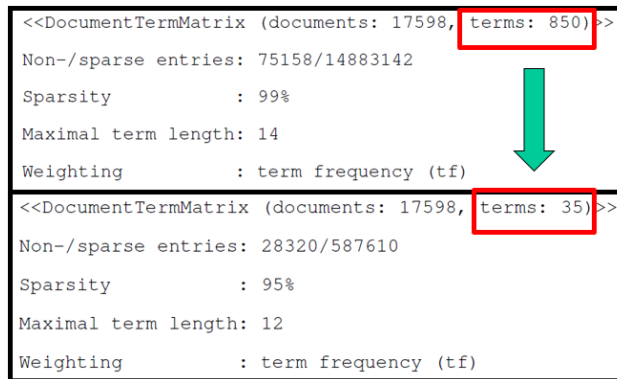 <<DocumentTermMatrix (documents: 17598, terms: 850)>>
Non-/sparse entries: 75158/14883142
Sparsity           : 99%
Maximal term length: 14
Weighting          : term frequency (tf)
<<DocumentTermMatrix (documents: 17598, terms: 35)>>
Non-/sparse entries: 28320/587610
Sparsity           : 95%
Maximal term length: 12
Weighting          : term frequency (tf)